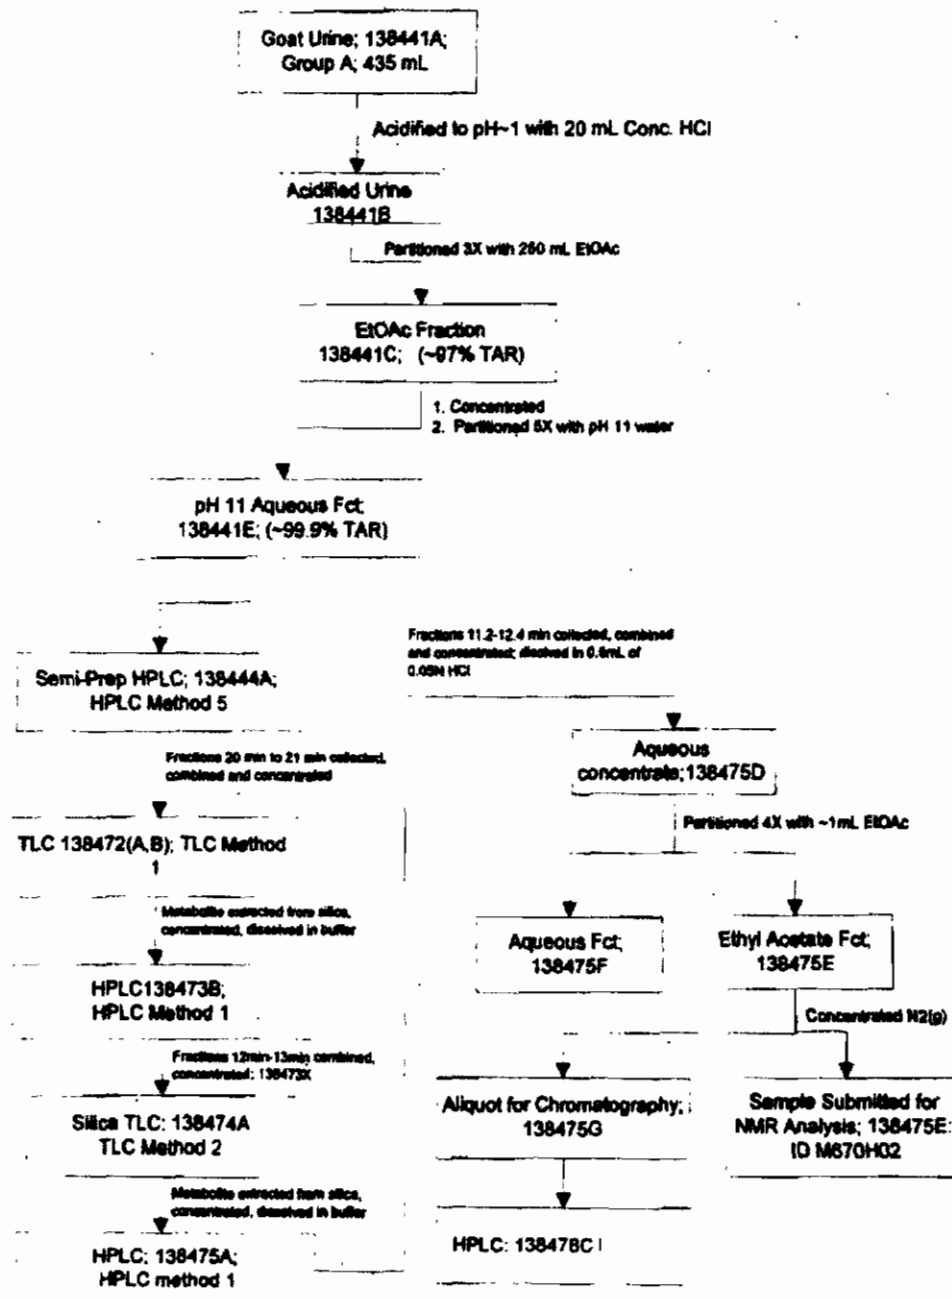 Goat Urine; 138441A;
Group A; 435 mL
Acidified to pH~1 with 20 mL Conc. HCl
Acidified Urine
138441B
Partitioned 3X with 250 mL EtOAc
EtOAc Fraction
138441C; (~97% TAR)
1. Concentrated
2. Partitioned 5X with pH 11 water
pH 11 Aqueous Fct;
138441E; (~99.9% TAR)
Semi-Prep HPLC; 138444A;
HPLC Method 5
Fractions 20 min to 21 min collected,
combined and concentrated
TLC 138472(A,B); TLC Method
1
Metabolite extracted from silica,
concentrated, dissolved in buffer
HPLC138473B;
HPLC Method 1
Fractions 12min-13min combined,
concentrated; 138473X
Silica TLC: 138474A
TLC Method 2
Metabolite extracted from silica,
concentrated, dissolved in buffer
HPLC; 138475A;
HPLC method 1
Fractions 11.2-12.4 min collected, combined
and concentrated; disolved in 0.6mL of
0.05N HCl
Aqueous
concentrate;138475D
Partitioned 4X with ~1mL EtOAc
Aqueous Fct;
138475F
Ethyl Acetate Fct;
138475E
Concentrated N2(g)
Aliquot for Chromatography;
138475G
Sample Submitted for
NMR Analysis; 138475E;
ID M670H02
HPLC: 138478C